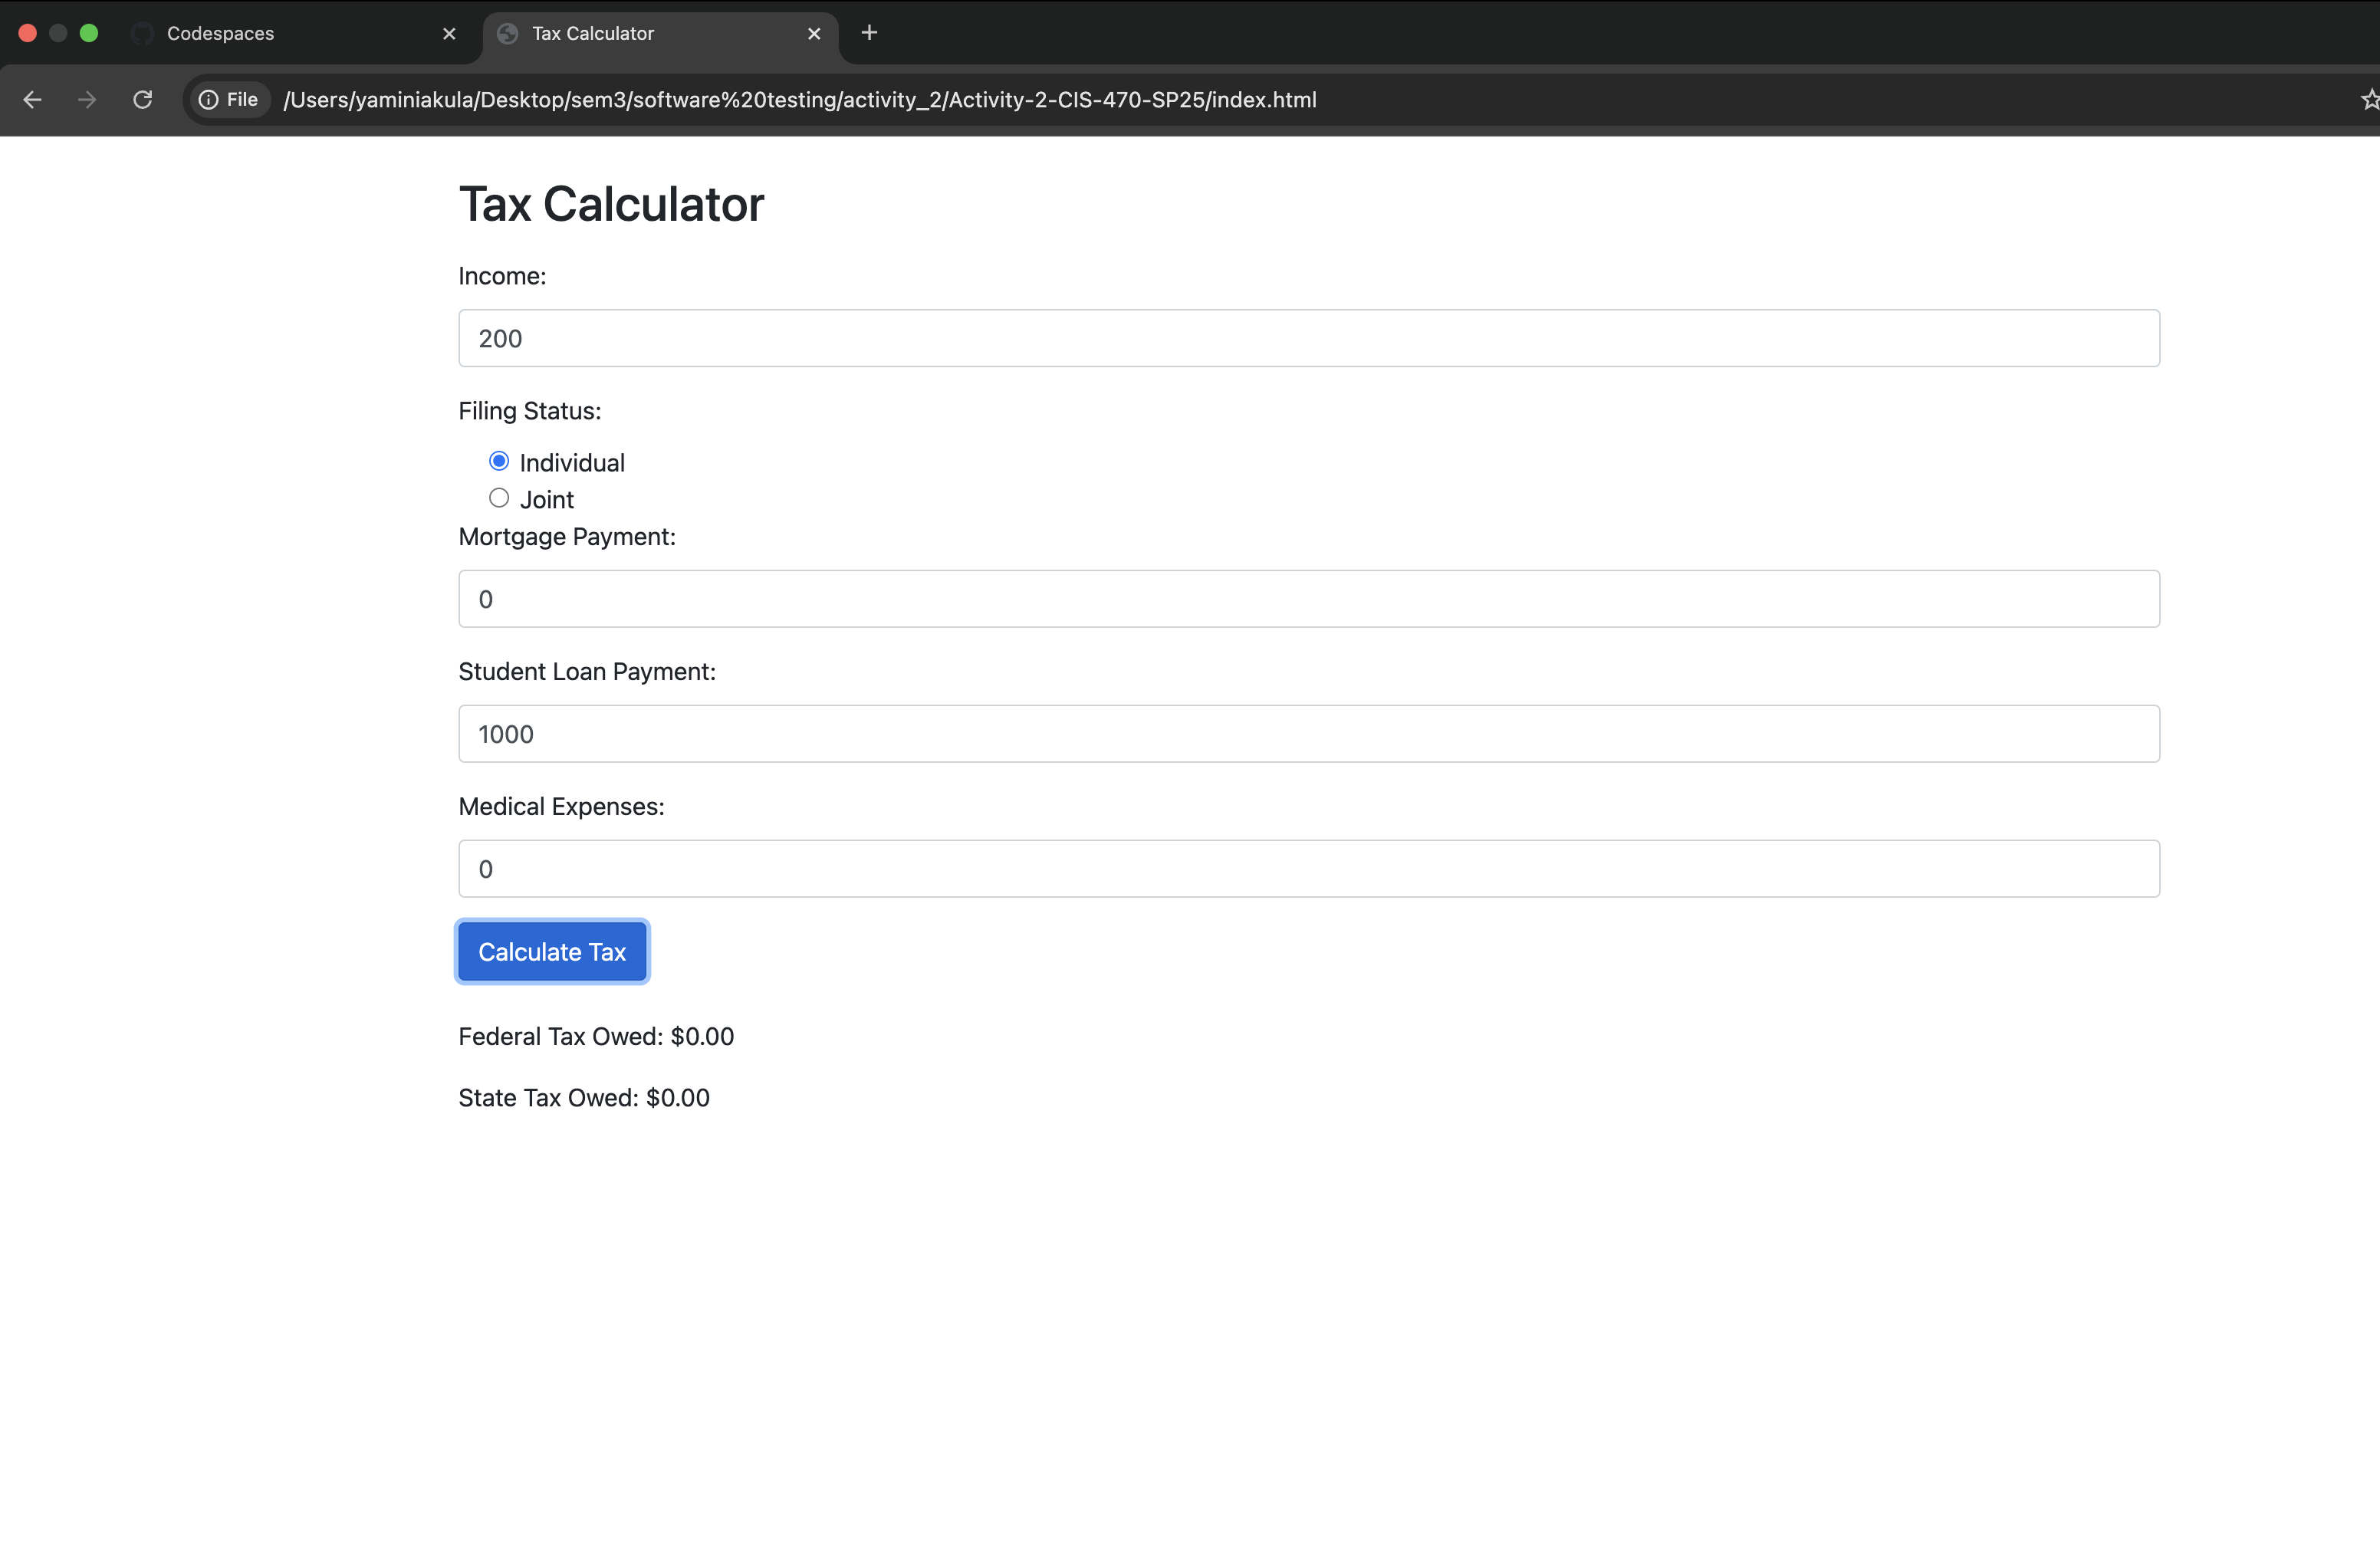 Codespaces
Tax Calculator
File /Users/yaminiakula/Desktop/sem3/software%20testing/activity_2/Activity-2-CIS-470-SP25/index.html
Tax Calculator
Income:
200
Filing Status:
Individual
Joint
Mortgage Payment:
0
Student Loan Payment:
1000
Medical Expenses:
0
Calculate Tax
Federal Tax Owed: $0.00
State Tax Owed: $0.00